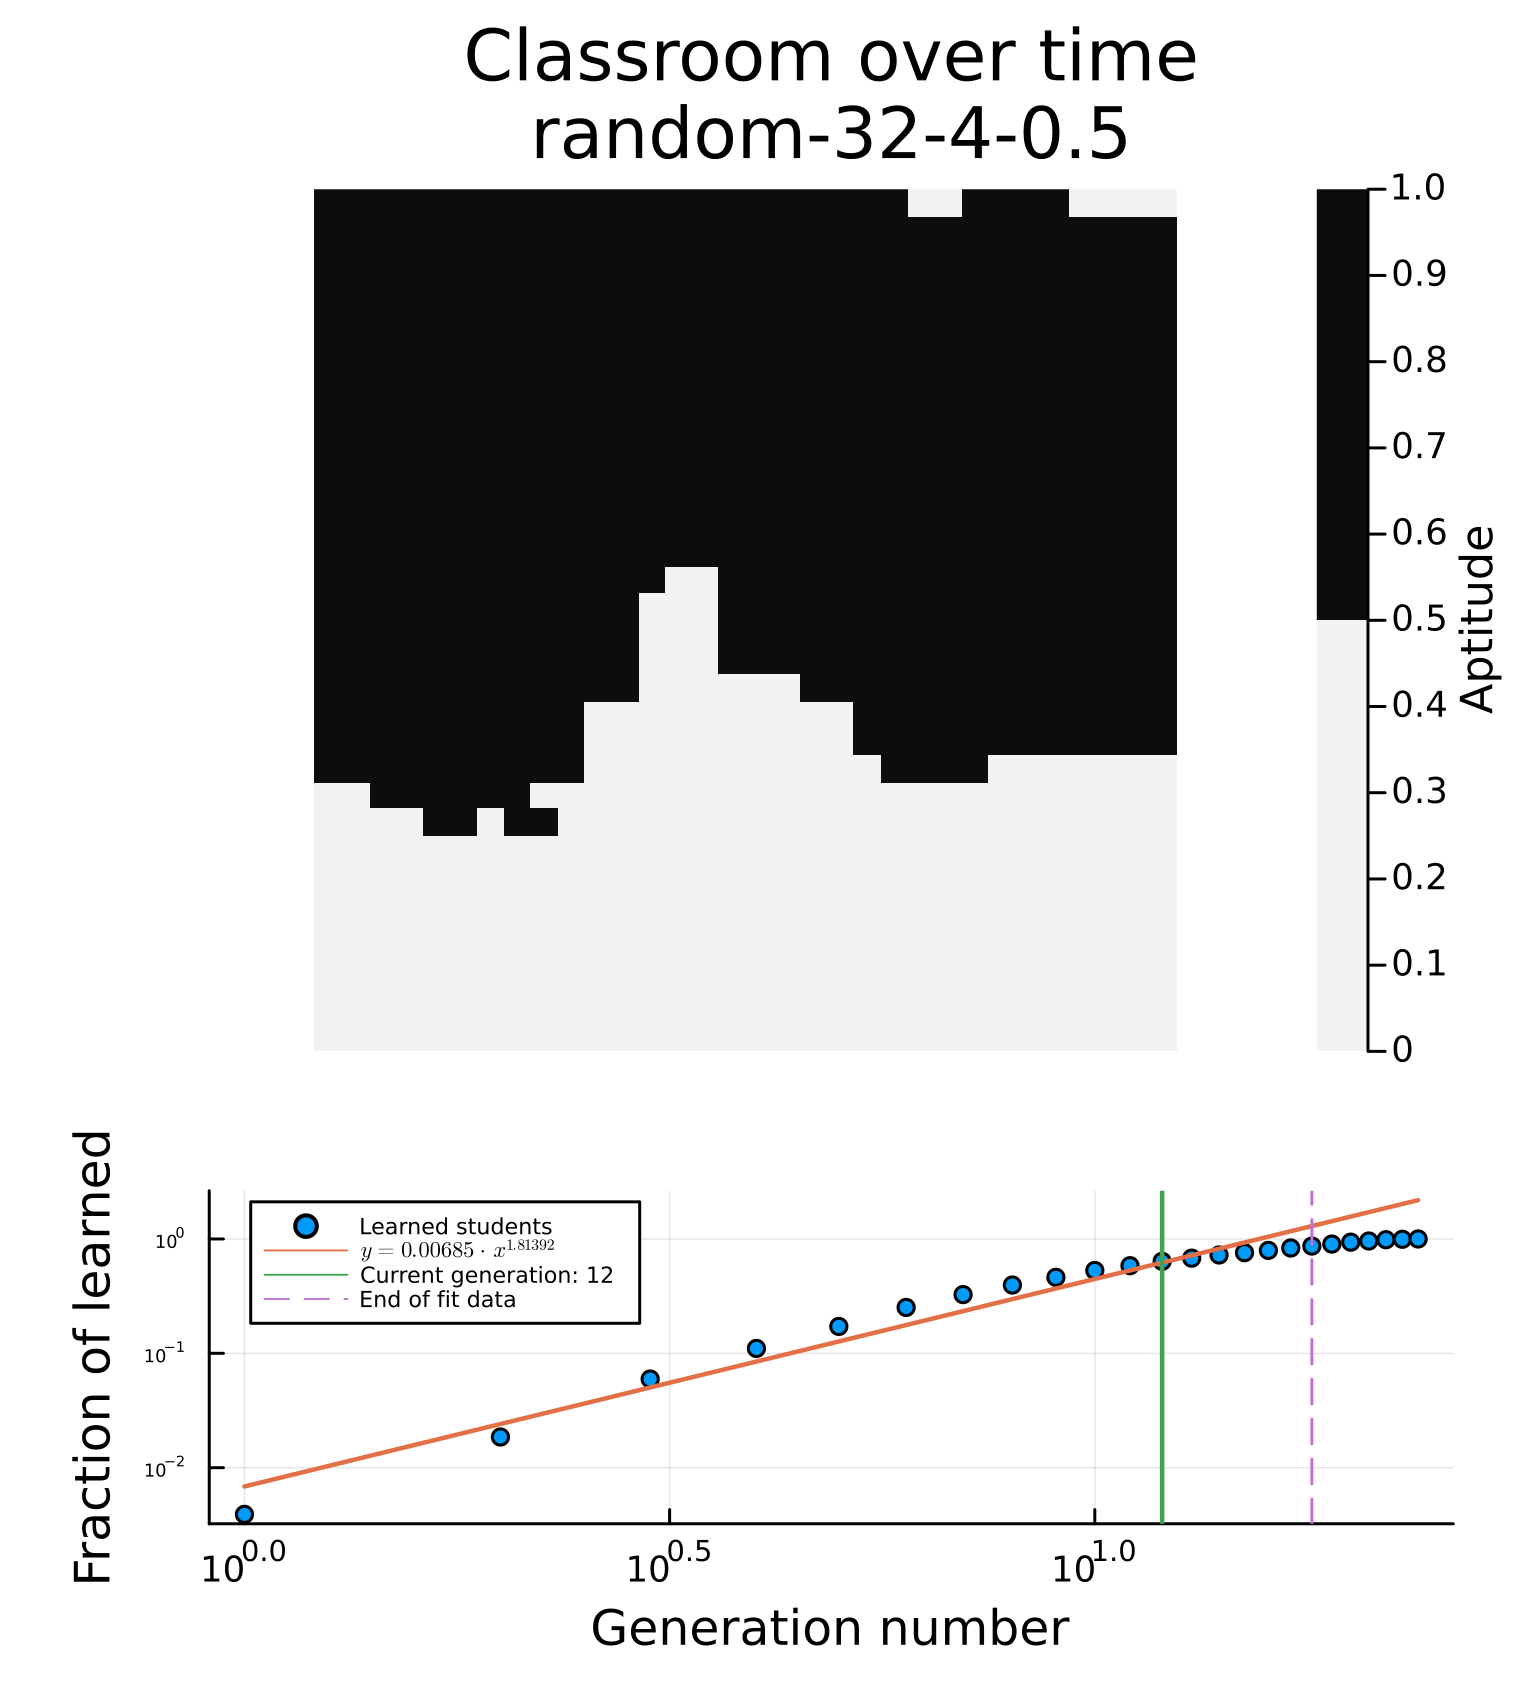 Classroom over time
random-32-4-0.5
1.0
0.9
0.8
0.7
0.6
0.5
0.4
0.3
0.2
0.1
0
Aptitude
Fraction of learned
10⁰
10⁻¹
10⁻²
Learned students
y = 0.00685 · x^1.81392
Current generation: 12
End of fit data
10^0.0
10^0.5
10^1.0
Generation number